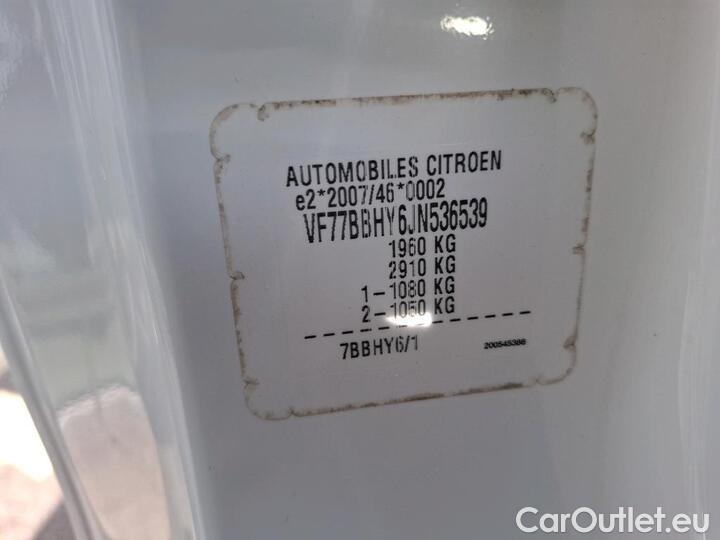 AUTOMOBILES CITROEN
e2*2007/46*0002
VF77BBHY6JN536539
1960 KG
2910 KG
1-1080 KG
2-1050 KG
7BBHY6/1 200545386
CarOutlet.eu